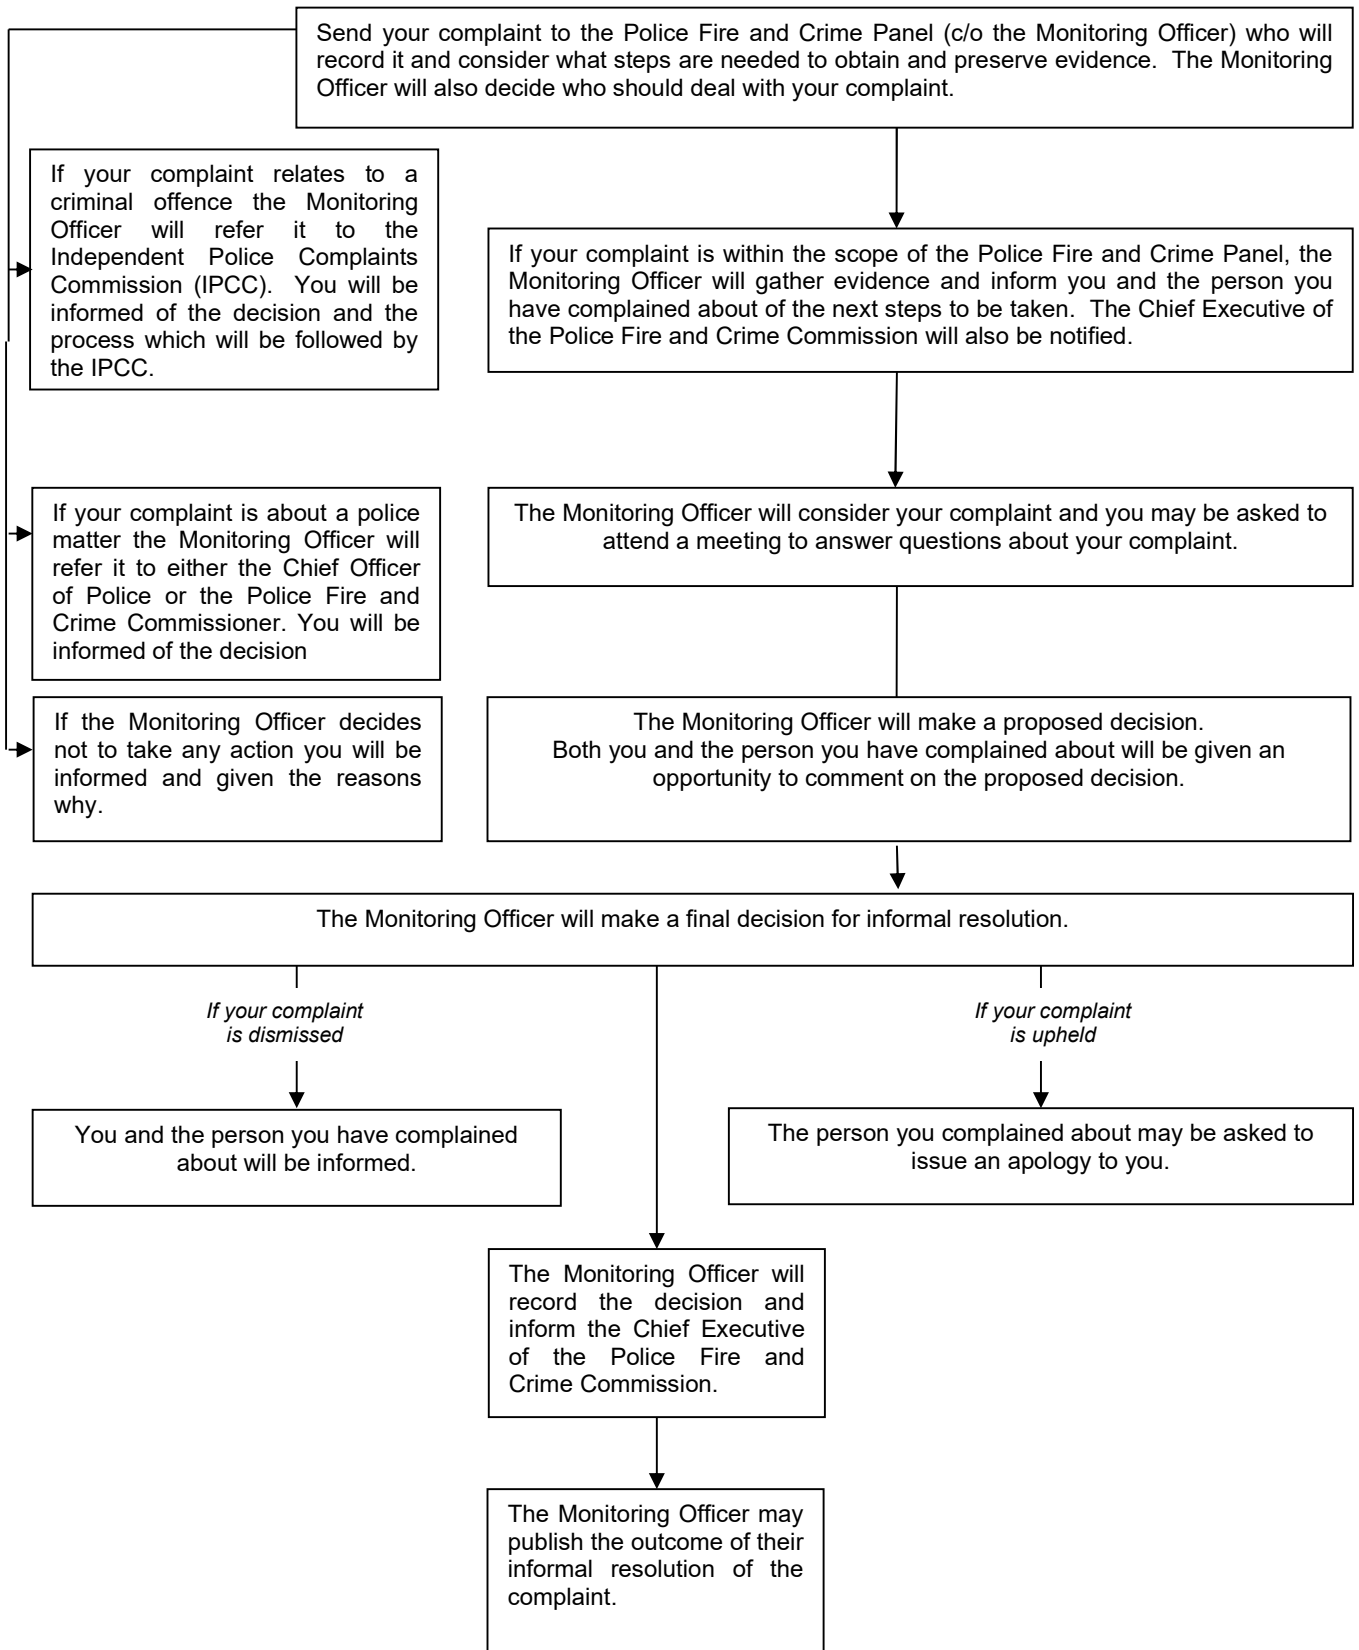 Send your complaint to the Police Fire and Crime Panel (c/o the Monitoring Officer) who will
record it and consider what steps are needed to obtain and preserve evidence. The Monitoring
Officer will also decide who should deal with your complaint.
If your complaint relates to a
criminal offence the Monitoring
Officer will refer it to the
Independent Police Complaints
Commission (IPCC). You will be
informed of the decision and the
process which will be followed by
the IPCC.
If your complaint is within the scope of the Police Fire and Crime Panel, the
Monitoring Officer will gather evidence and inform you and the person you
have complained about of the next steps to be taken. The Chief Executive of
the Police Fire and Crime Commission will also be notified.
If your complaint is about a police
matter the Monitoring Officer will
refer it to either the Chief Officer
of Police or the Police Fire and
Crime Commissioner. You will be
informed of the decision
The Monitoring Officer will consider your complaint and you may be asked to
attend a meeting to answer questions about your complaint.
If the Monitoring Officer decides
not to take any action you will be
informed and given the reasons
why.
The Monitoring Officer will make a proposed decision.
Both you and the person you have complained about will be given an
opportunity to comment on the proposed decision.
The Monitoring Officer will make a final decision for informal resolution.
If your complaint
is dismissed
If your complaint
is upheld
You and the person you have complained
about will be informed.
The person you complained about may be asked to
issue an apology to you.
The Monitoring Officer will
record the decision and
inform the Chief Executive
of the Police Fire and
Crime Commission.
The Monitoring Officer may
publish the outcome of their
informal resolution of the
complaint.